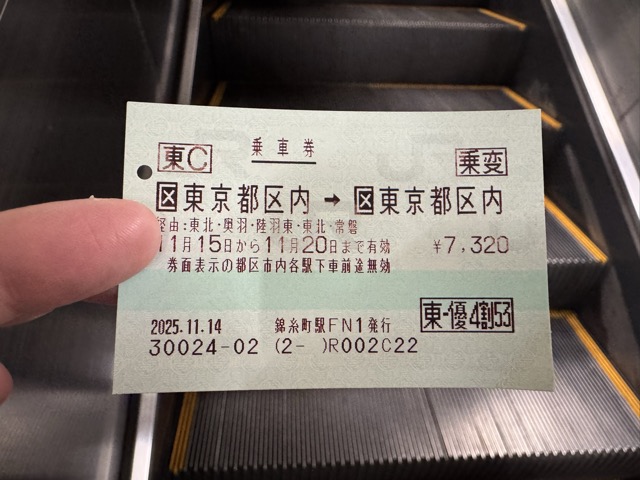 東C 乗車券 乗変
区 東京都区内 → 区 東京都区内
経由:東北・奥羽・陸羽東・東北・常磐
11月15日から11月20日まで有効 ¥7,320
券面表示の都区市内各駅下車前途無効
東-優4割53
2025.11.14 錦糸町駅FN1発行
30024-02 (2- )R002C22